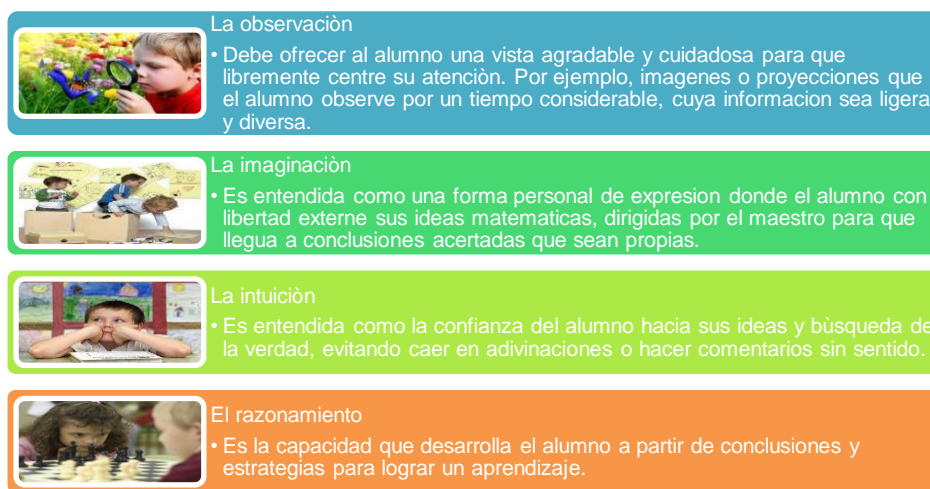 La observaciòn
• Debe ofrecer al alumno una vista agradable y cuidadosa para que
libremente centre su atenciòn. Por ejemplo, imagenes o proyecciones que
el alumno observe por un tiempo considerable, cuya informacion sea ligera
y diversa.
La imaginaciòn
• Es entendida como una forma personal de expresion donde el alumno con
libertad externe sus ideas matematicas, dirigidas por el maestro para que
llegua a conclusiones acertadas que sean propias.
La intuiciòn
• Es entendida como la confianza del alumno hacia sus ideas y bùsqueda de
la verdad, evitando caer en adivinaciones o hacer comentarios sin sentido.
El razonamiento
• Es la capacidad que desarrolla el alumno a partir de conclusiones y
estrategias para lograr un aprendizaje.